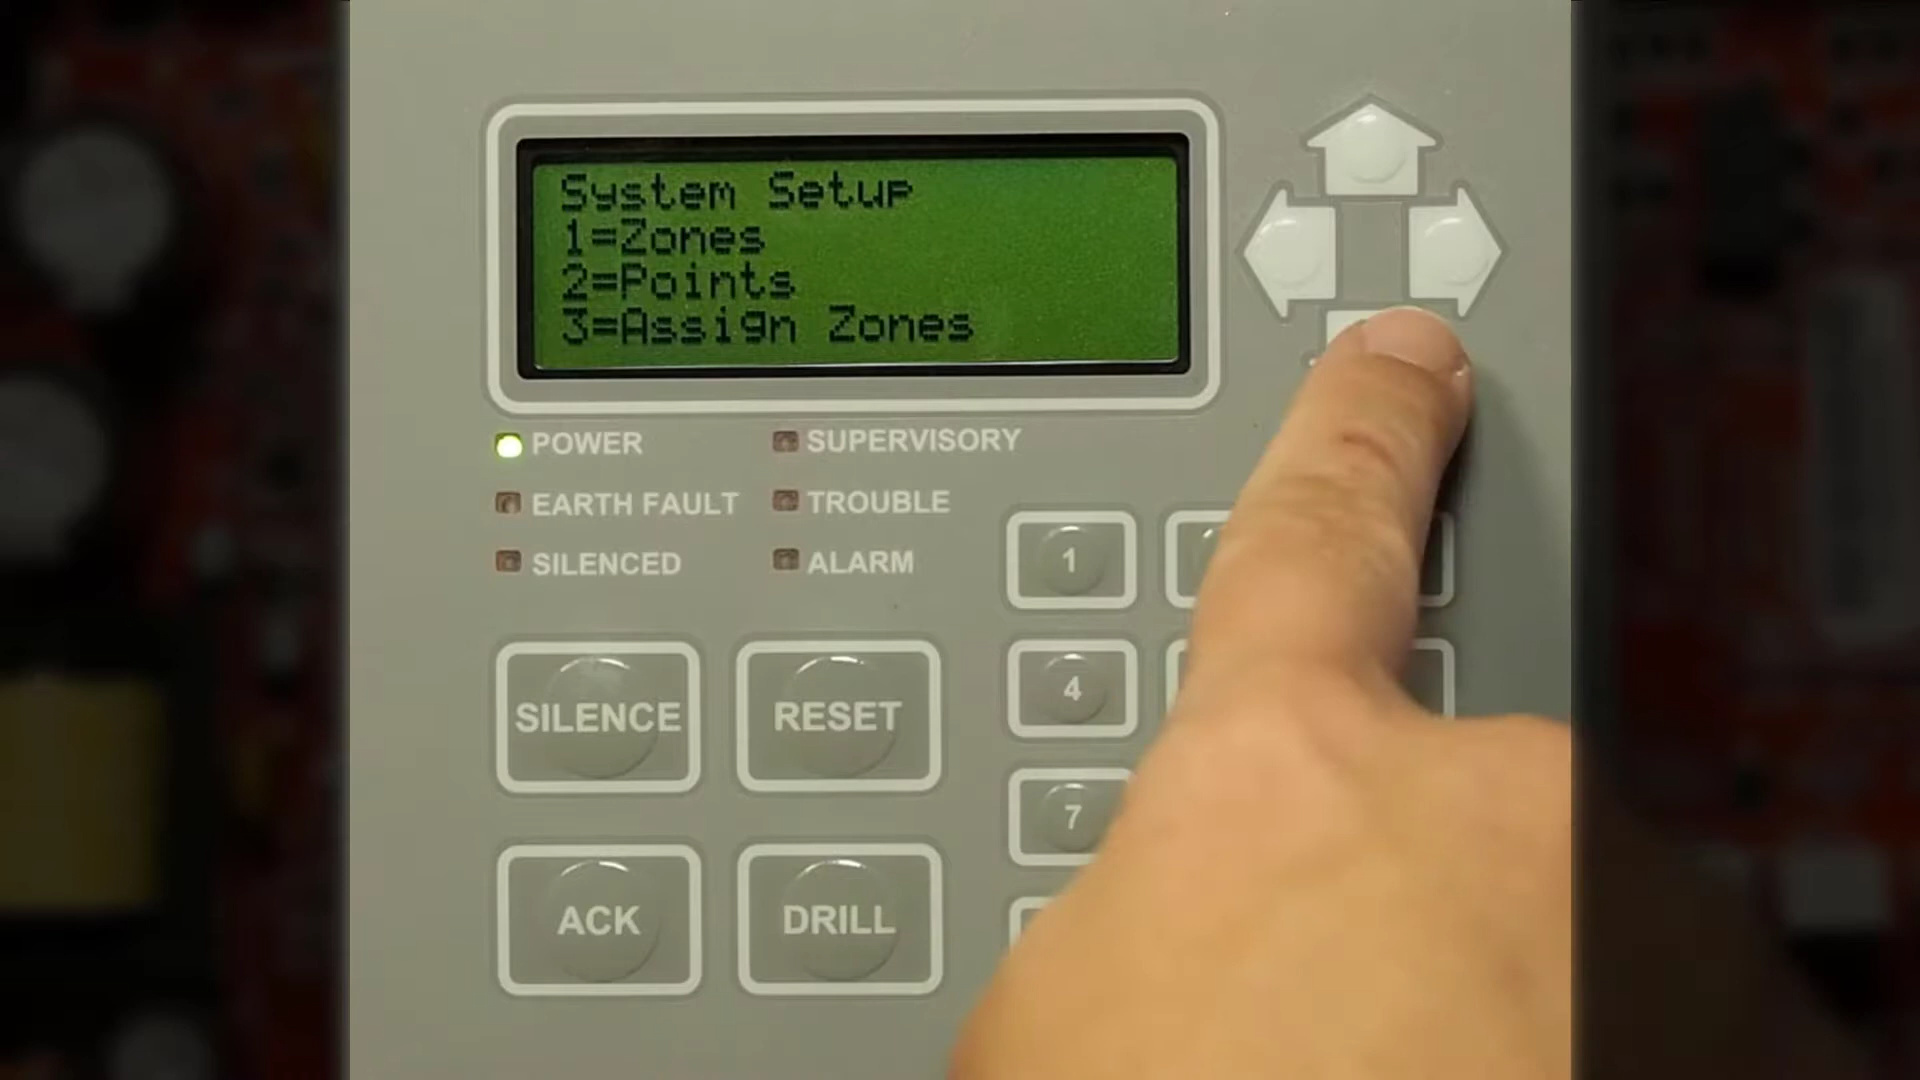 System Setup
1=Zones
2=Points
3=Assign Zones
POWER
SUPERVISORY
EARTH FAULT
TROUBLE
SILENCED
ALARM
1
4
7
SILENCE
RESET
ACK
DRILL